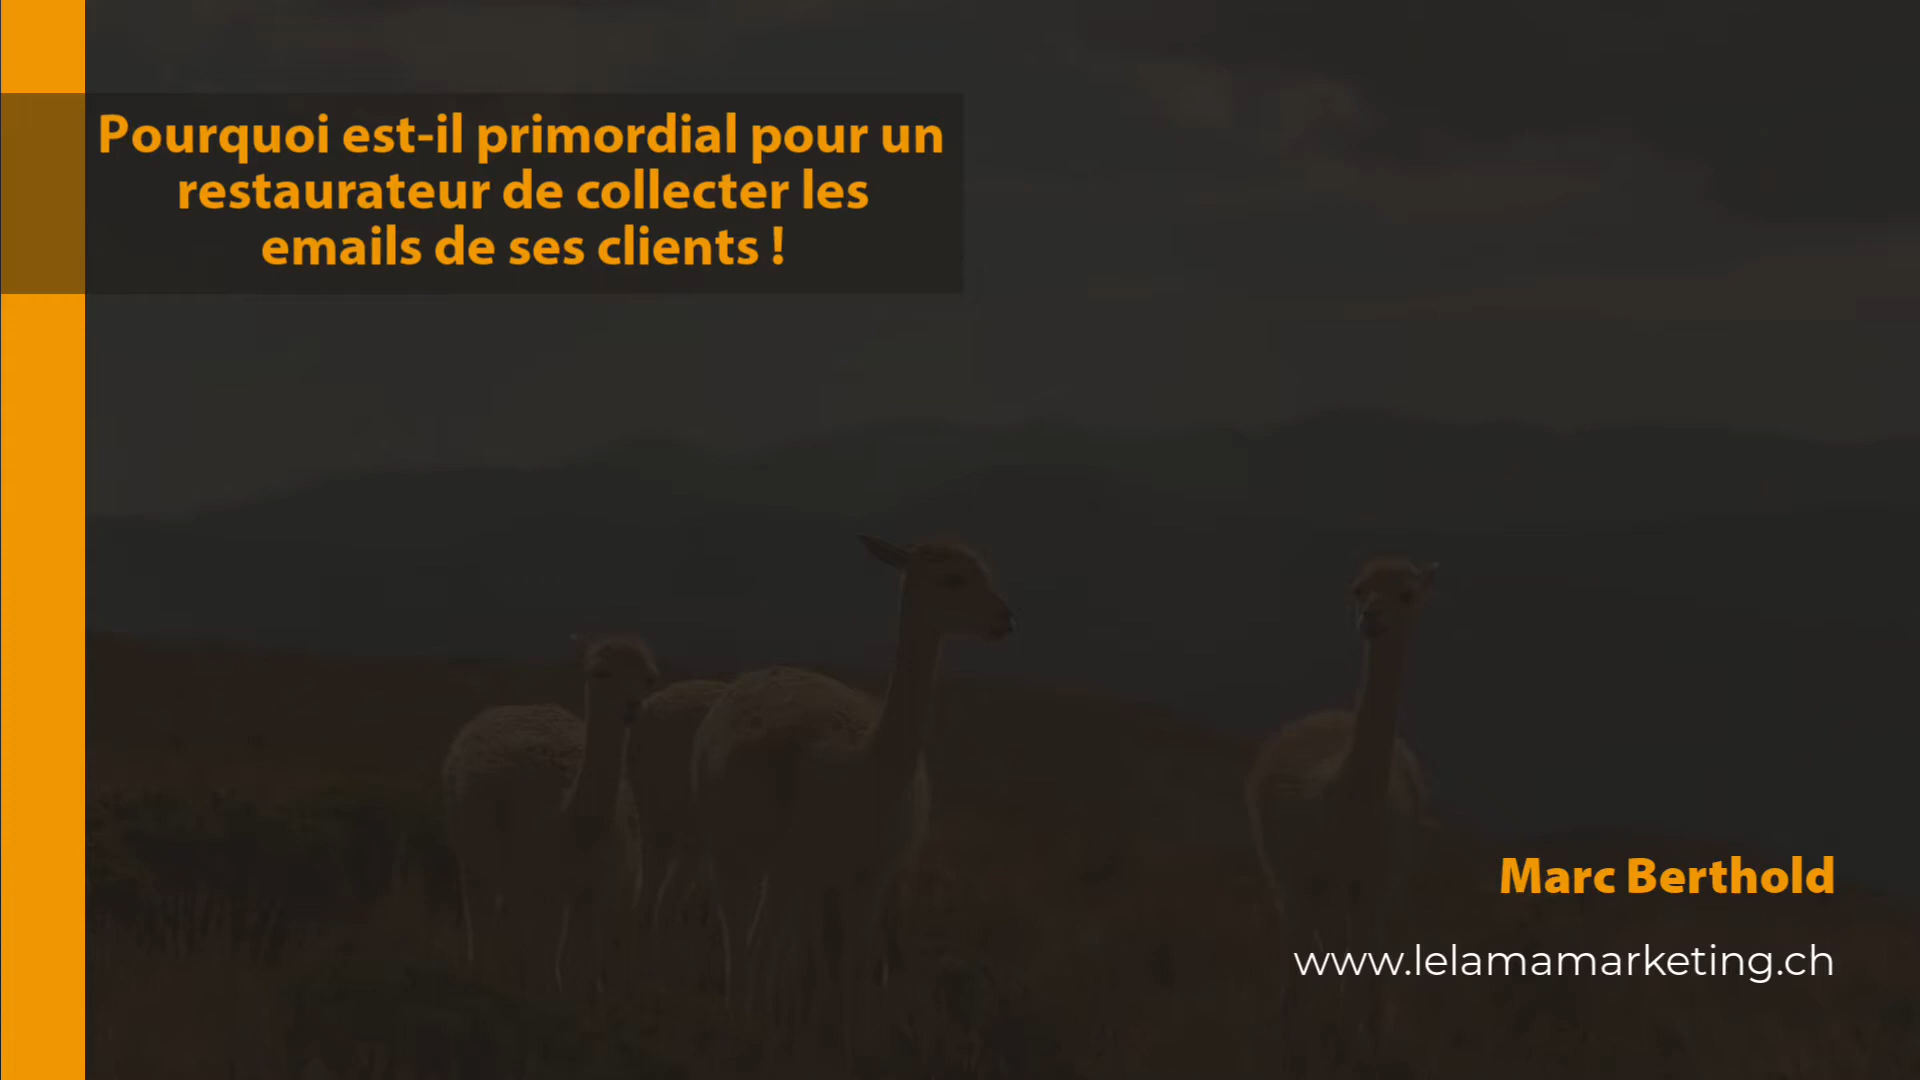 Pourquoi est-il primordial pour un
restaurateur de collecter les
emails de ses clients !
Marc Berthold
www.lelamamarketing.ch